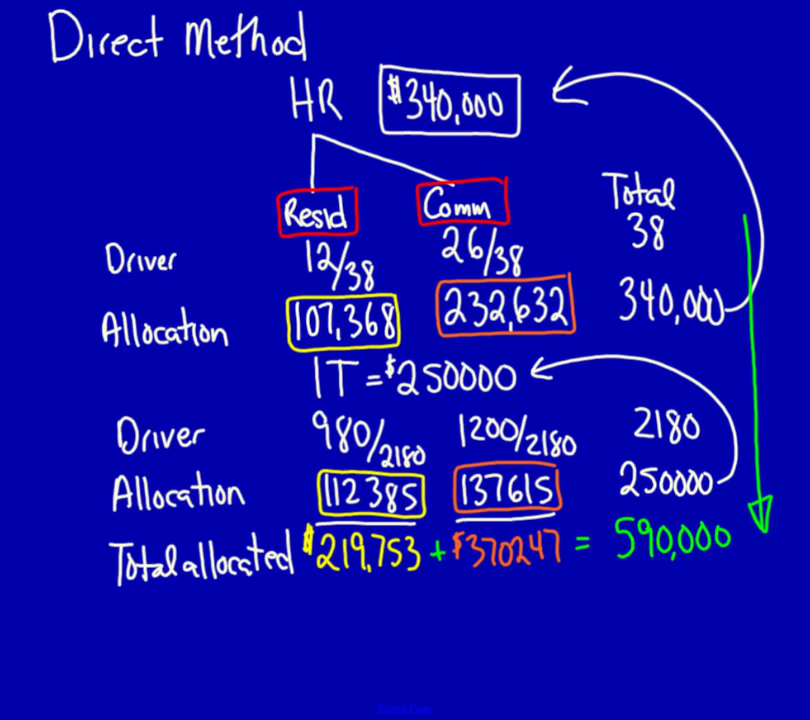 Direct Method
HR $340,000
Resid Comm Total
Driver 12/38 26/38 38
Allocation 107,368 232,632 340,000
IT = $250000
Driver 980/2180 1200/2180 2180
Allocation 112385 137615 250000
Total allocated $219,753 + $370247 = 590,000